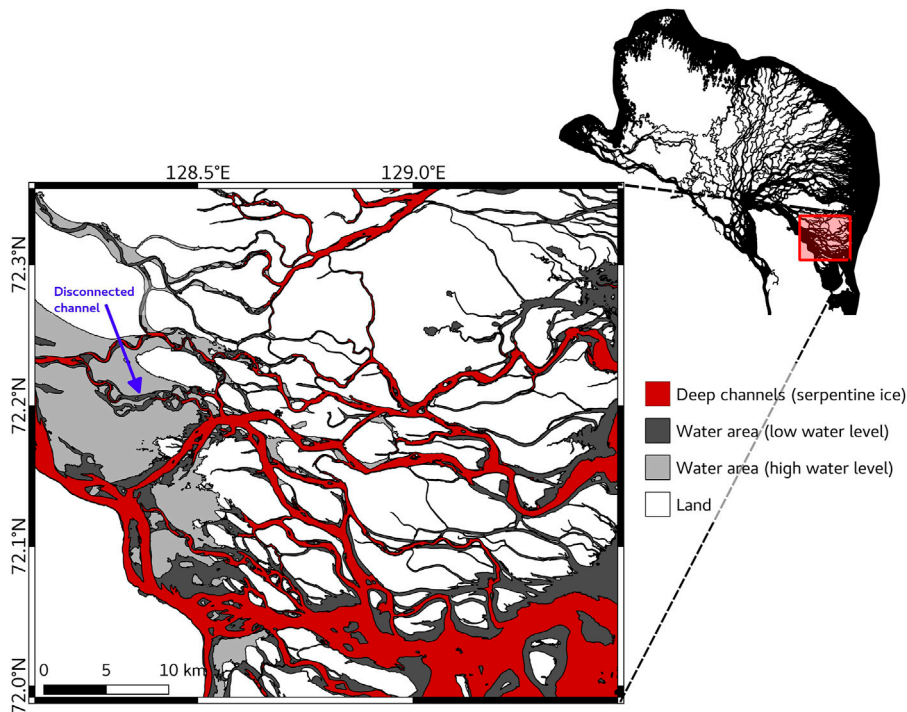 128.5°E
129.0°E
72.3°N
72.2°N
72.1°N
72.0°N
Disconnected
channel
0
5
10 km
Deep channels (serpentine ice)
Water area (low water level)
Water area (high water level)
Land